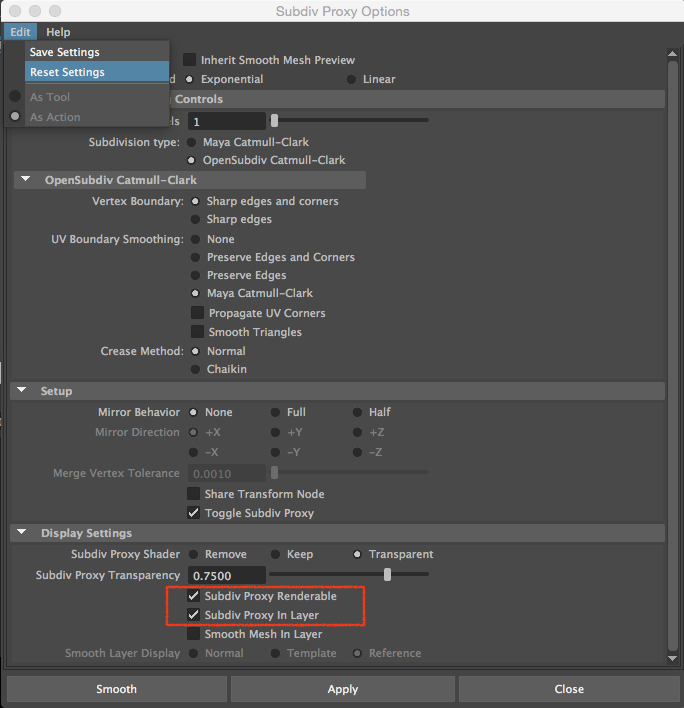 Subdiv Proxy Options
Edit Help
Save Settings
Reset Settings
As Tool
As Action
Inherit Smooth Mesh Preview
d Exponential Linear
Controls
els 1
Subdivision type: Maya Catmull-Clark
OpenSubdiv Catmull-Clark
OpenSubdiv Catmull-Clark
Vertex Boundary: Sharp edges and corners
Sharp edges
UV Boundary Smoothing: None
Preserve Edges and Corners
Preserve Edges
Maya Catmull-Clark
Propagate UV Corners
Smooth Triangles
Crease Method: Normal
Chaikin
Setup
Mirror Behavior None Full Half
Mirror Direction +X +Y +Z
-X -Y -Z
Merge Vertex Tolerance 0.0010
Share Transform Node
Toggle Subdiv Proxy
Display Settings
Subdiv Proxy Shader Remove Keep Transparent
Subdiv Proxy Transparency 0.7500
Subdiv Proxy Renderable
Subdiv Proxy In Layer
Smooth Mesh In Layer
Smooth Layer Display Normal Template Reference
Smooth Apply Close